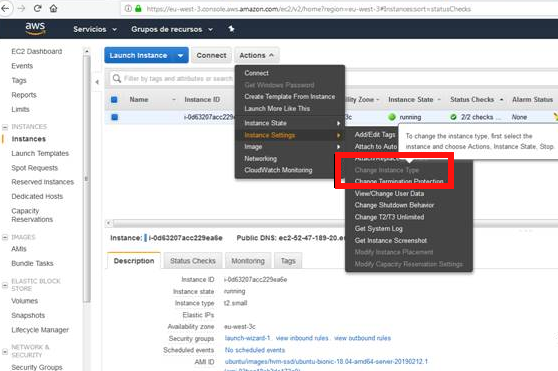 https://eu-west-3.console.aws.amazon.com/ec2/v2/home?region=eu-west-3#Instances:sort=statusChecks
aws
Servicios
Grupos de recursos
EC2 Dashboard
Events
Tags
Reports
Limits
INSTANCES
Instances
Launch Templates
Spot Requests
Reserved Instances
Dedicated Hosts
Capacity
Reservations
IMAGES
AMIs
Bundle Tasks
ELASTIC BLOCK
STORE
Volumes
Snapshots
Lifecycle Manager
NETWORK &
SECURITY
Security Groups
Launch Instance
Connect
Actions
Filter by tags and attributes or search
Name
Instance ID
bility Zone
Instance State
Status Checks
Alarm Status
i-0d63207acc
3c
running
2/2 checks ...
None
Connect
Get Windows Password
Create Template From Instance
Launch More Like This
Instance State
Instance Settings
Image
Networking
CloudWatch Monitoring
Add/Edit Tags
Attach to Auto
Attach/Replace
Change Instance Type
Change Termination Protection
View/Change User Data
Change Shutdown Behavior
Change T2/T3 Unlimited
Get System Log
Get Instance Screenshot
Modify Instance Placement
Modify Capacity Reservation Settings
To change the instance type, first select the
instance and choose Actions, Instance State, Stop.
Instance: i-0d63207acc229ea6e Public DNS: ec2-52-47-189-20.eu
Description
Status Checks
Monitoring
Tags
Instance ID i-0d63207acc229ea6e
Instance state running
Instance type t2.small
Elastic IPs
Availability zone eu-west-3c
Security groups launch-wizard-1 . view inbound rules . view outbound rules
Scheduled events No scheduled events
AMI ID ubuntu/images/hvm-ssd/ubuntu-bionic-18.04-amd64-server-20190212.1